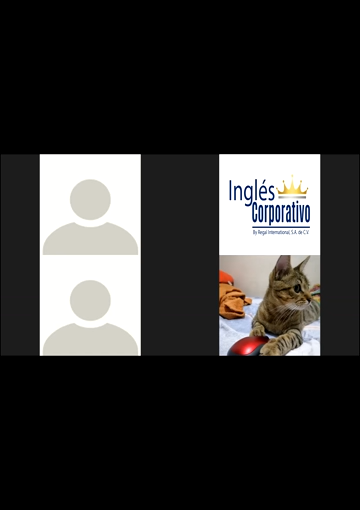 Inglés
Corporativo
By Regal International, S.A. de C.V